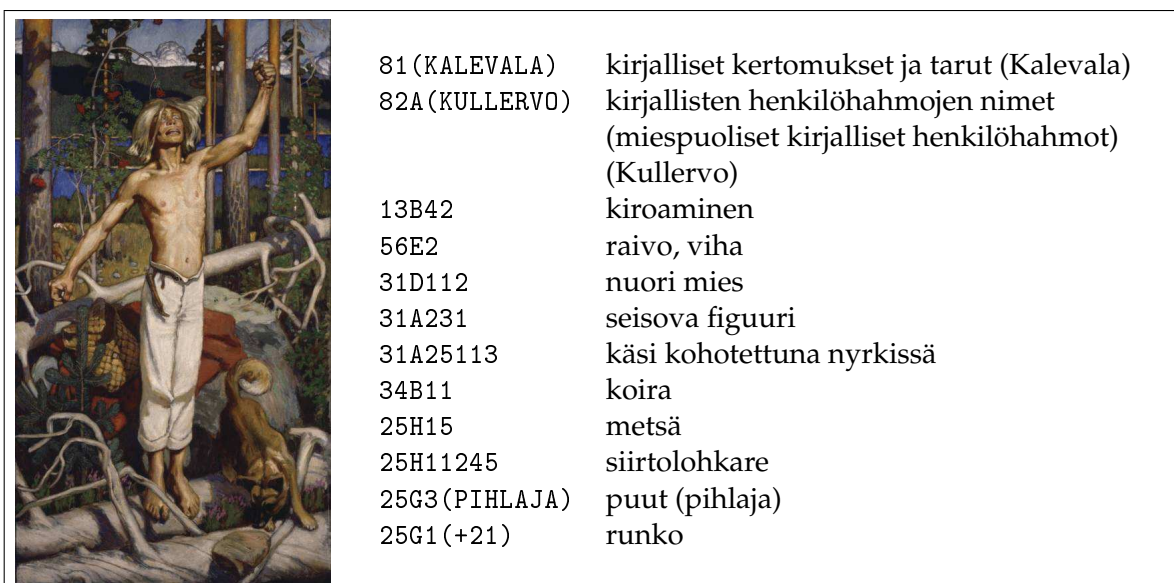 81(KALEVALA) kirjalliset kertomukset ja tarut (Kalevala)
82A(KULLERVO) kirjallisten henkilöhahmojen nimet
(miespuoliset kirjalliset henkilöhahmot)
(Kullervo)
13B42 kiroaminen
56E2 raivo, viha
31D112 nuori mies
31A231 seisova figuuri
31A25113 käsi kohotettuna nyrkissä
34B11 koira
25H15 metsä
25H11245 siirtolohkare
25G3(PIHLAJA) puut (pihlaja)
25G1(+21) runko